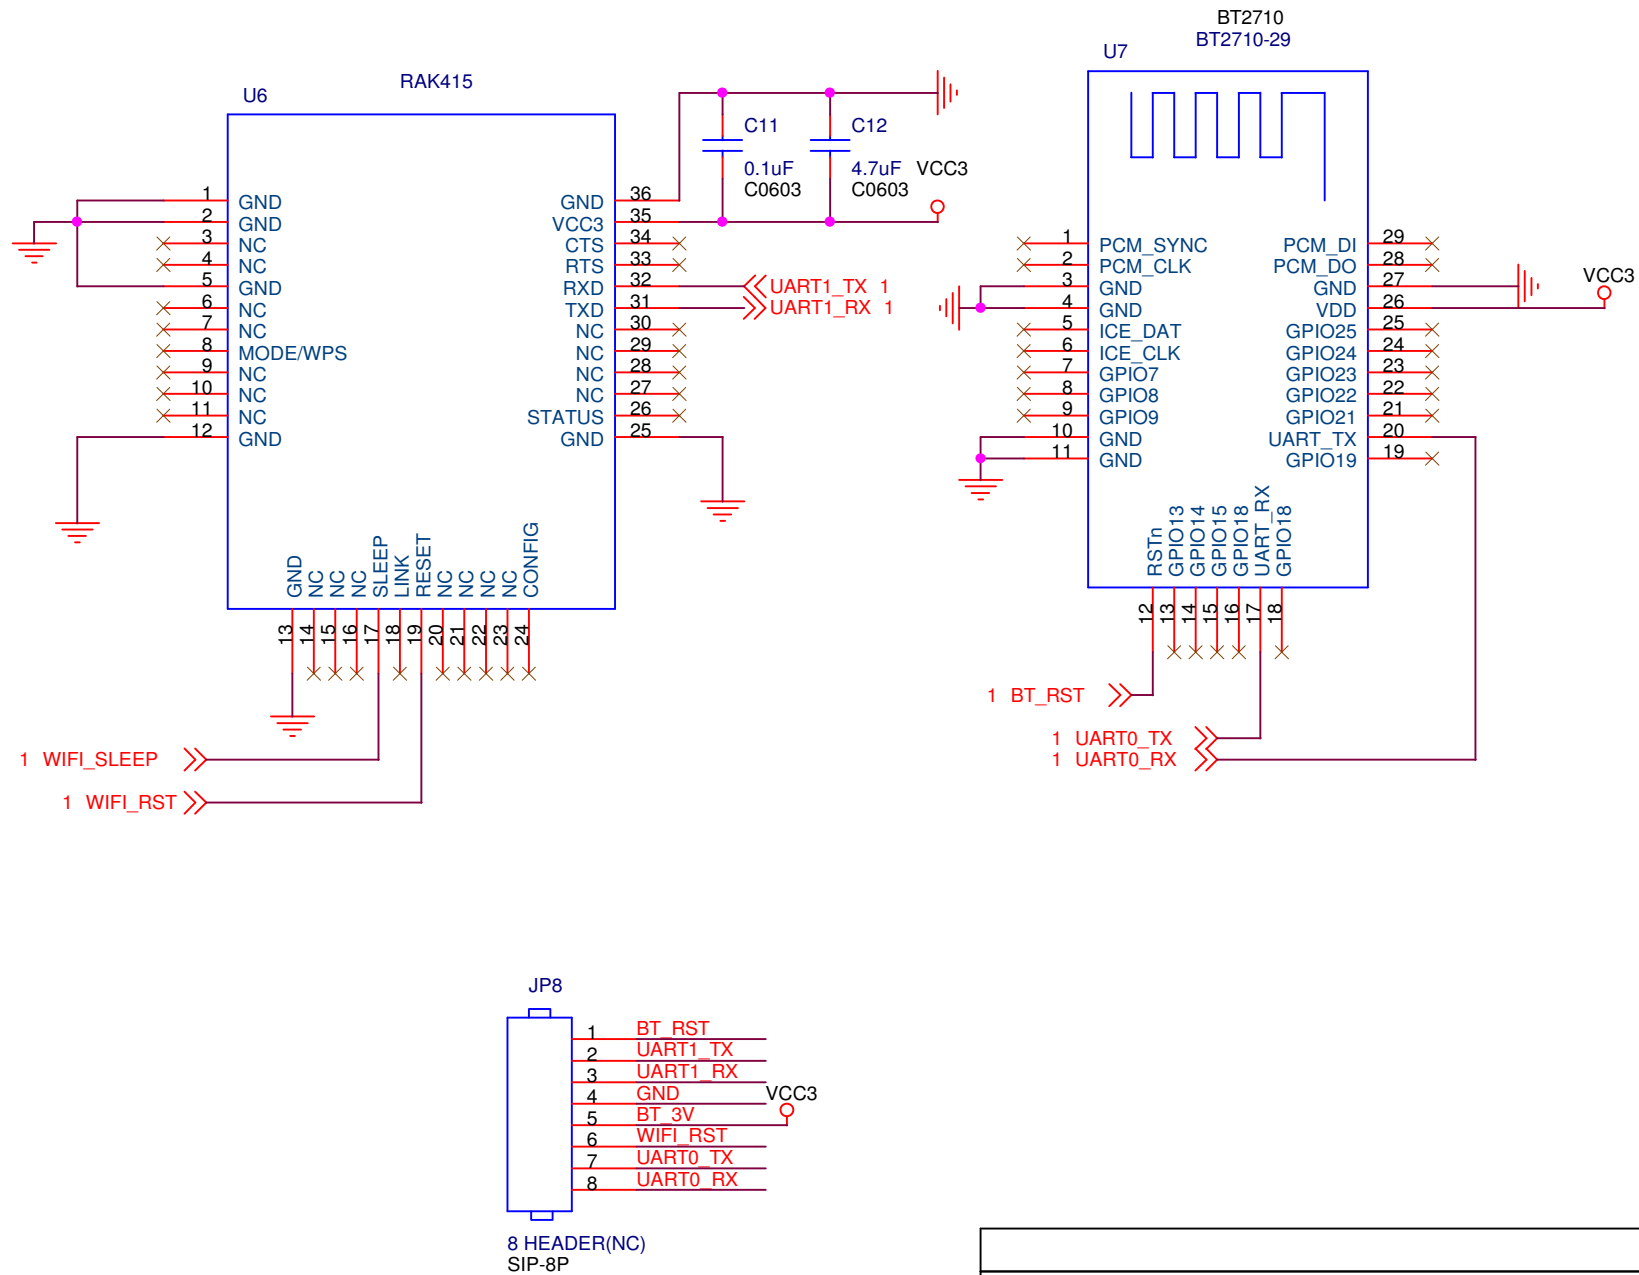 BT2710
BT2710-29
U7
RAK415
U6
C11
0.1uF
C0603
C12
4.7uF
C0603
VCC3
1 GND
2 GND
3 NC
4 NC
5 GND
6 NC
7 NC
8 MODE/WPS
9 NC
10 NC
11 NC
12 GND
GND 36
VCC3 35
CTS 34
RTS 33
RXD 32 UART1_TX 1
TXD 31 UART1_RX 1
NC 30
NC 29
NC 28
NC 27
STATUS 26
GND 25
GND 13
NC 14
NC 15
NC 16
SLEEP 17
LINK 18
RESET 19
NC 20
NC 21
NC 22
NC 23
CONFIG 24
1 WIFI_SLEEP
1 WIFI_RST
1 PCM_SYNC
2 PCM_CLK
3 GND
4 GND
5 ICE_DAT
6 ICE_CLK
7 GPIO7
8 GPIO8
9 GPIO9
10 GND
11 GND
PCM_DI 29
PCM_DO 28
GND 27
VDD 26
VCC3
GPIO25 25
GPIO24 24
GPIO23 23
GPIO22 22
GPIO21 21
UART_TX 20
GPIO19 19
RSTn 12
GPIO13 13
GPIO14 14
GPIO15 15
GPIO18 16
UART_RX 17
GPIO18 18
1 BT_RST
1 UART0_TX
1 UART0_RX
JP8
1 BT_RST
2 UART1_TX
3 UART1_RX
4 GND
VCC3
5 BT_3V
6 WIFI_RST
7 UART0_TX
8 UART0_RX
8 HEADER(NC)
SIP-8P